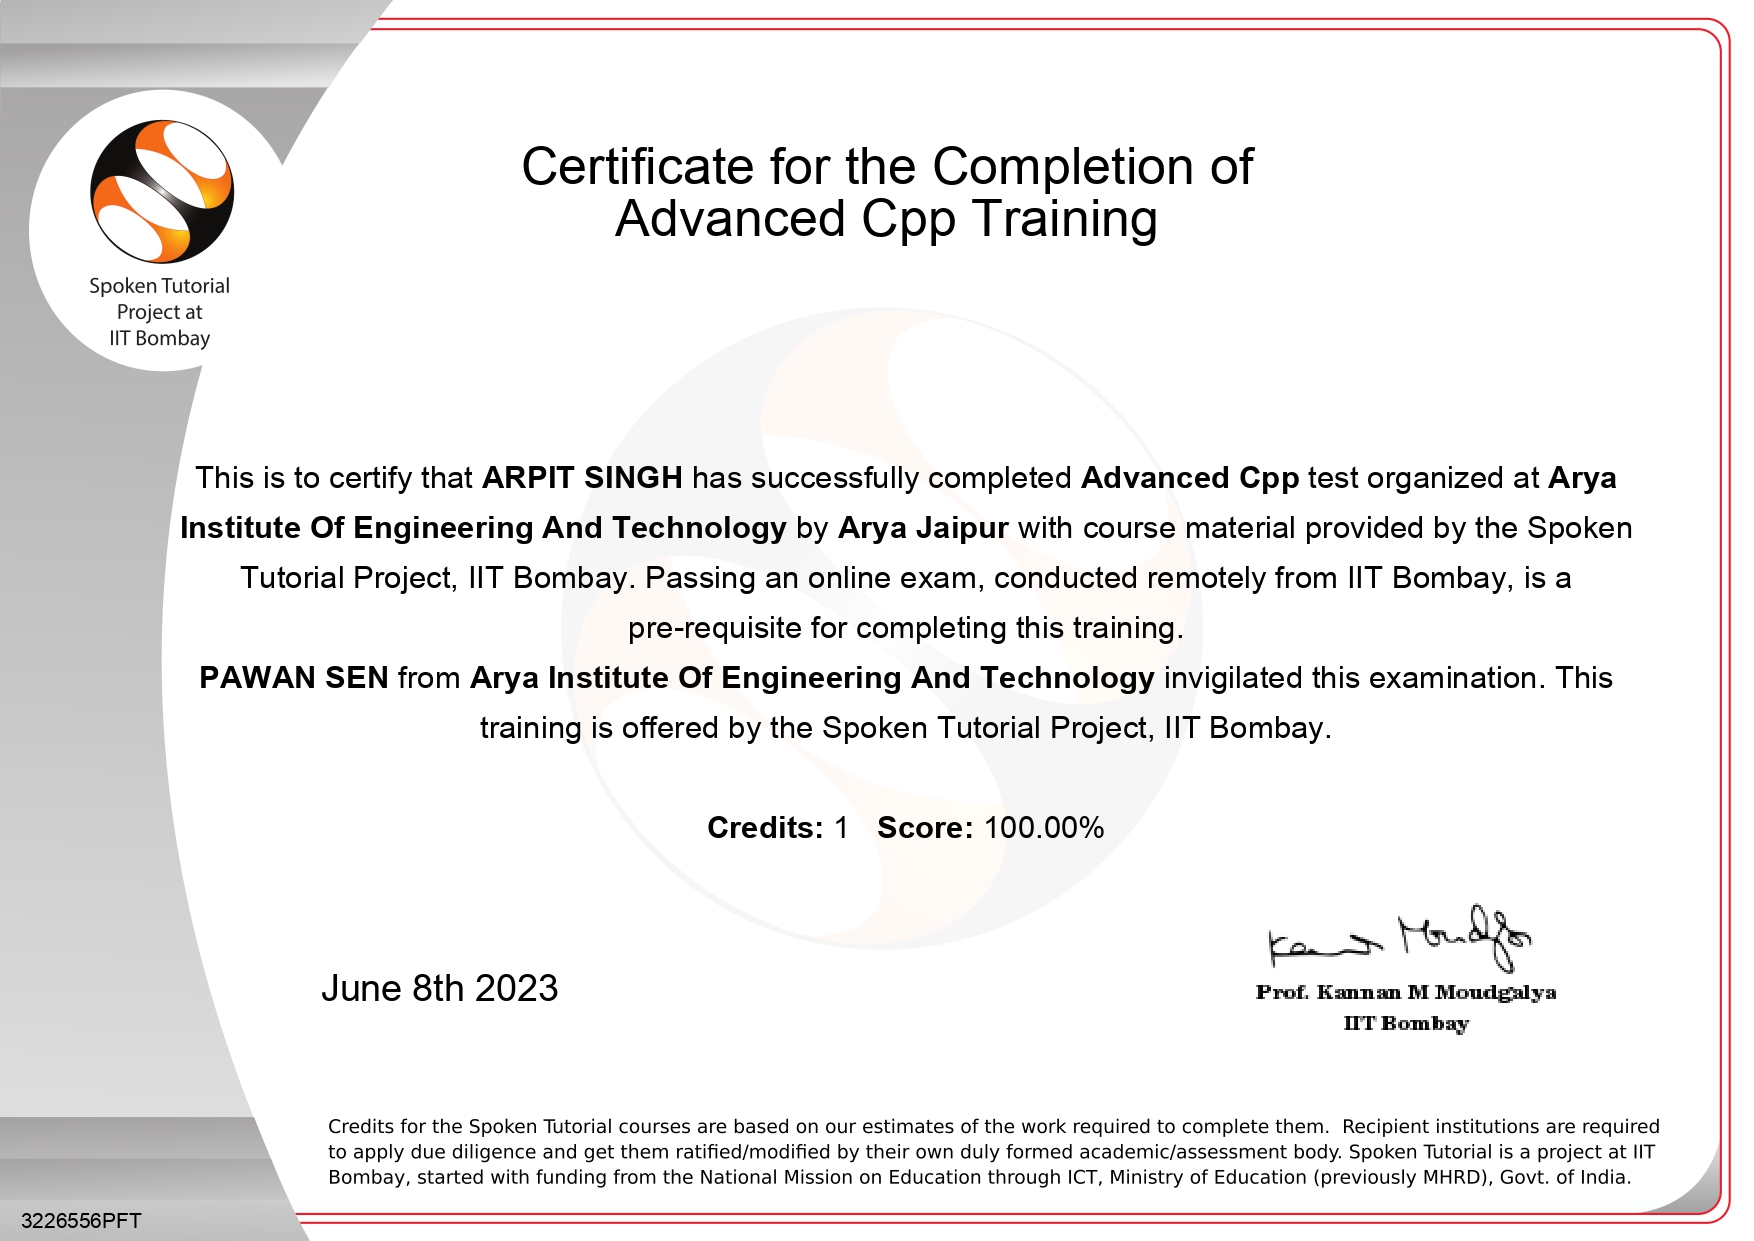 Spoken Tutorial
Project at
IIT Bombay
Certificate for the Completion of
Advanced Cpp Training
This is to certify that ARPIT SINGH has successfully completed Advanced Cpp test organized at Arya
Institute Of Engineering And Technology by Arya Jaipur with course material provided by the Spoken
Tutorial Project, IIT Bombay. Passing an online exam, conducted remotely from IIT Bombay, is a
pre-requisite for completing this training.
PAWAN SEN from Arya Institute Of Engineering And Technology invigilated this examination. This
training is offered by the Spoken Tutorial Project, IIT Bombay.
Credits: 1 Score: 100.00%
June 8th 2023
Kannan Moudgalya
Prof. Kannan M Moudgalya
IIT Bombay
Credits for the Spoken Tutorial courses are based on our estimates of the work required to complete them. Recipient institutions are required
to apply due diligence and get them ratified/modified by their own duly formed academic/assessment body. Spoken Tutorial is a project at IIT
Bombay, started with funding from the National Mission on Education through ICT, Ministry of Education (previously MHRD), Govt. of India.
3226556PFT